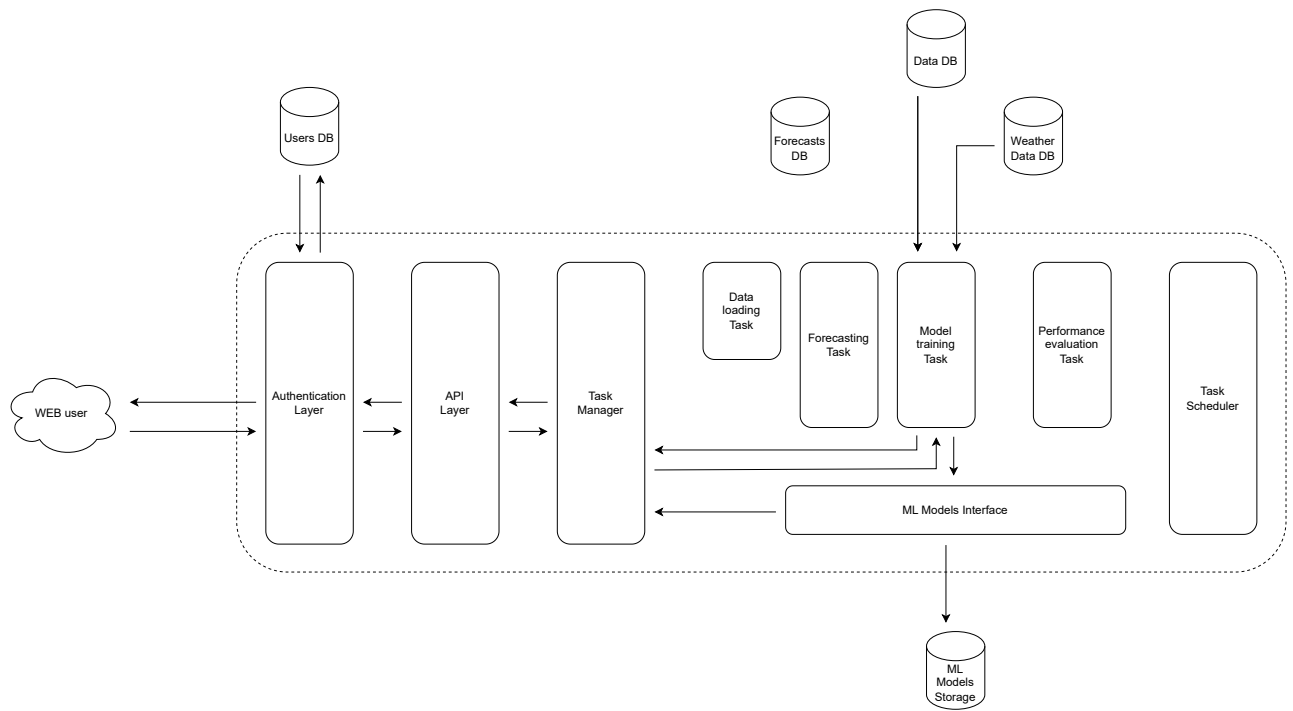 Data DB
Users DB
Forecasts
DB
Weather
Data DB
WEB user
Authentication
Layer
API
Layer
Task
Manager
Data
loading
Task
Forecasting
Task
Model
training
Task
Performance
evaluation
Task
Task
Scheduler
ML Models Interface
ML
Models
Storage